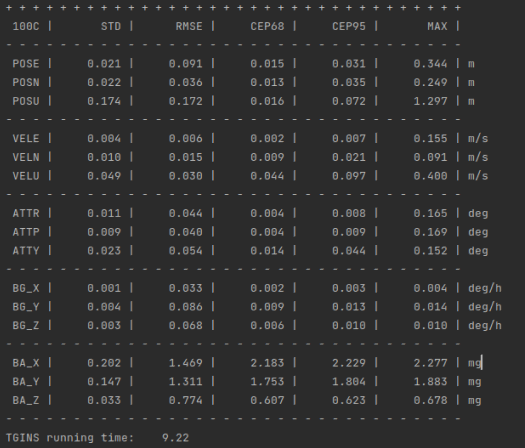 + + + + + + + + + + + + + + + + + + + + + + + + + + + + + + + + + +
100C | STD | RMSE | CEP68 | CEP95 | MAX |
- - - - - - - - - - - - - - - - - - - - - - - - - - - - - - - - - -
POSE | 0.021 | 0.091 | 0.015 | 0.031 | 0.344 | m
POSN | 0.022 | 0.036 | 0.013 | 0.035 | 0.249 | m
POSU | 0.174 | 0.172 | 0.016 | 0.072 | 1.297 | m
- - - - - - - - - - - - - - - - - - - - - - - - - - - - - - - - - -
VELE | 0.004 | 0.006 | 0.002 | 0.007 | 0.155 | m/s
VELN | 0.010 | 0.015 | 0.009 | 0.021 | 0.091 | m/s
VELU | 0.049 | 0.030 | 0.044 | 0.097 | 0.400 | m/s
- - - - - - - - - - - - - - - - - - - - - - - - - - - - - - - - - -
ATTR | 0.011 | 0.044 | 0.004 | 0.008 | 0.165 | deg
ATTP | 0.009 | 0.040 | 0.004 | 0.009 | 0.169 | deg
ATTY | 0.023 | 0.054 | 0.014 | 0.044 | 0.152 | deg
- - - - - - - - - - - - - - - - - - - - - - - - - - - - - - - - - -
BG_X | 0.001 | 0.033 | 0.002 | 0.003 | 0.004 | deg/h
BG_Y | 0.004 | 0.086 | 0.009 | 0.013 | 0.014 | deg/h
BG_Z | 0.003 | 0.068 | 0.006 | 0.010 | 0.010 | deg/h
- - - - - - - - - - - - - - - - - - - - - - - - - - - - - - - - - -
BA_X | 0.202 | 1.469 | 2.183 | 2.229 | 2.277 | mg
BA_Y | 0.147 | 1.311 | 1.753 | 1.804 | 1.883 | mg
BA_Z | 0.033 | 0.774 | 0.607 | 0.623 | 0.678 | mg
- - - - - - - - - - - - - - - - - - - - - - - - - - - - - - - - - -
TGINS running time: 9.22